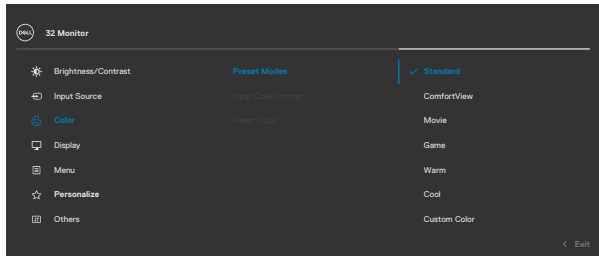 DELL
32 Monitor
Brightness/Contrast
Input Source
Color
Display
Menu
Personalize
Others
Preset Modes
Input Color Format
Reset Color
Standard
ComfortView
Movie
Game
Warm
Cool
Custom Color
Exit